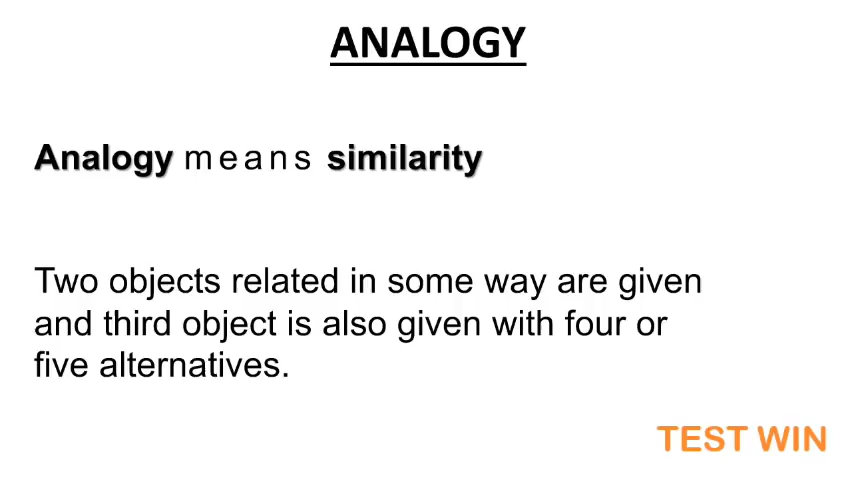 ANALOGY
Analogy means similarity
Two objects related in some way are given
and third object is also given with four or
five alternatives.
TEST WIN